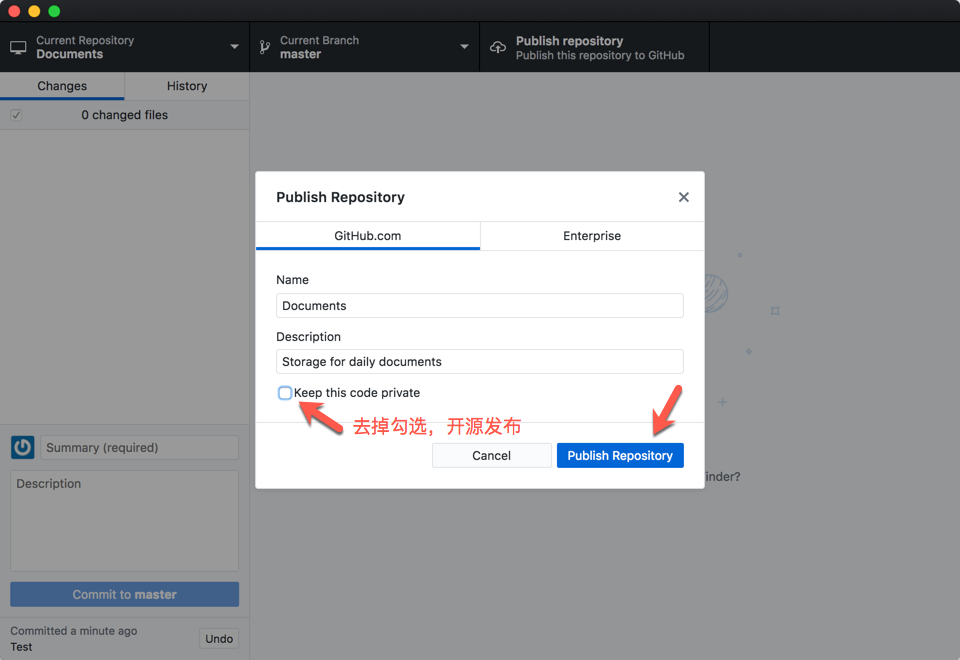 Current Repository
Documents
Current Branch
master
Publish repository
Publish this repository to GitHub
Changes
History
0 changed files
Publish Repository
GitHub.com
Enterprise
Name
Documents
Description
Storage for daily documents
Keep this code private
去掉勾选，开源发布
Cancel
Publish Repository
inder?
Summary (required)
Description
Commit to master
Committed a minute ago
Test
Undo